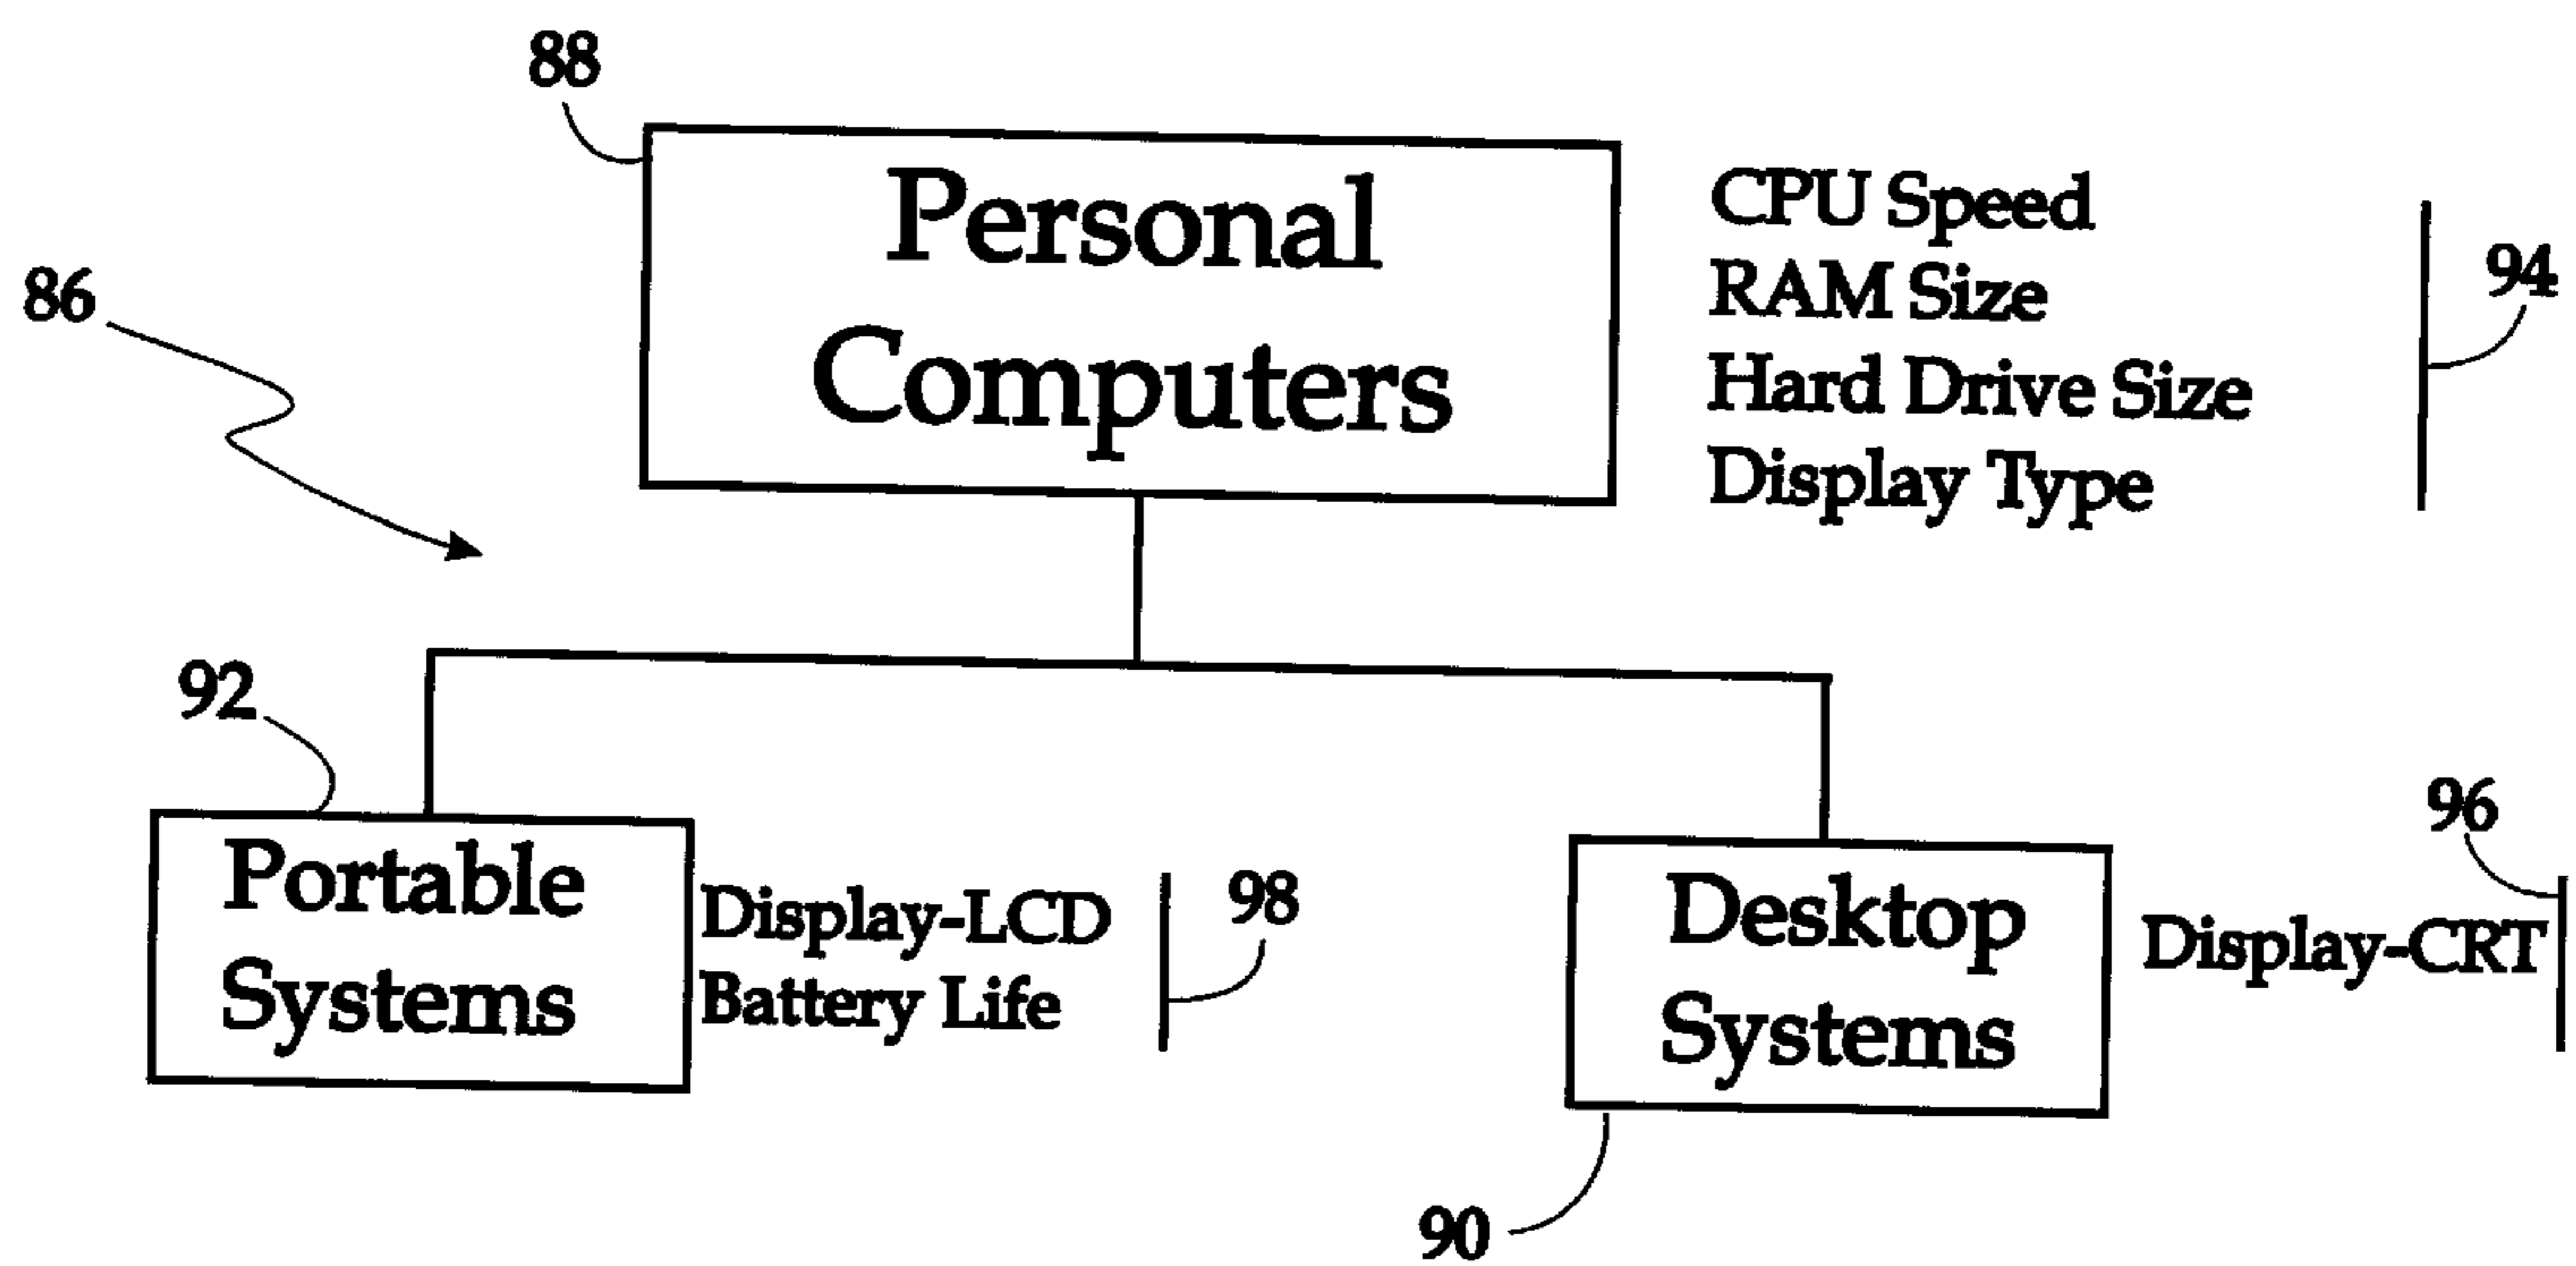 88
Personal
Computers
CPU Speed
RAM Size
Hard Drive Size
Display Type
94
86
92
Portable
Systems
Display-LCD
Battery Life
98
Desktop
Systems
Display-CRT
96
90